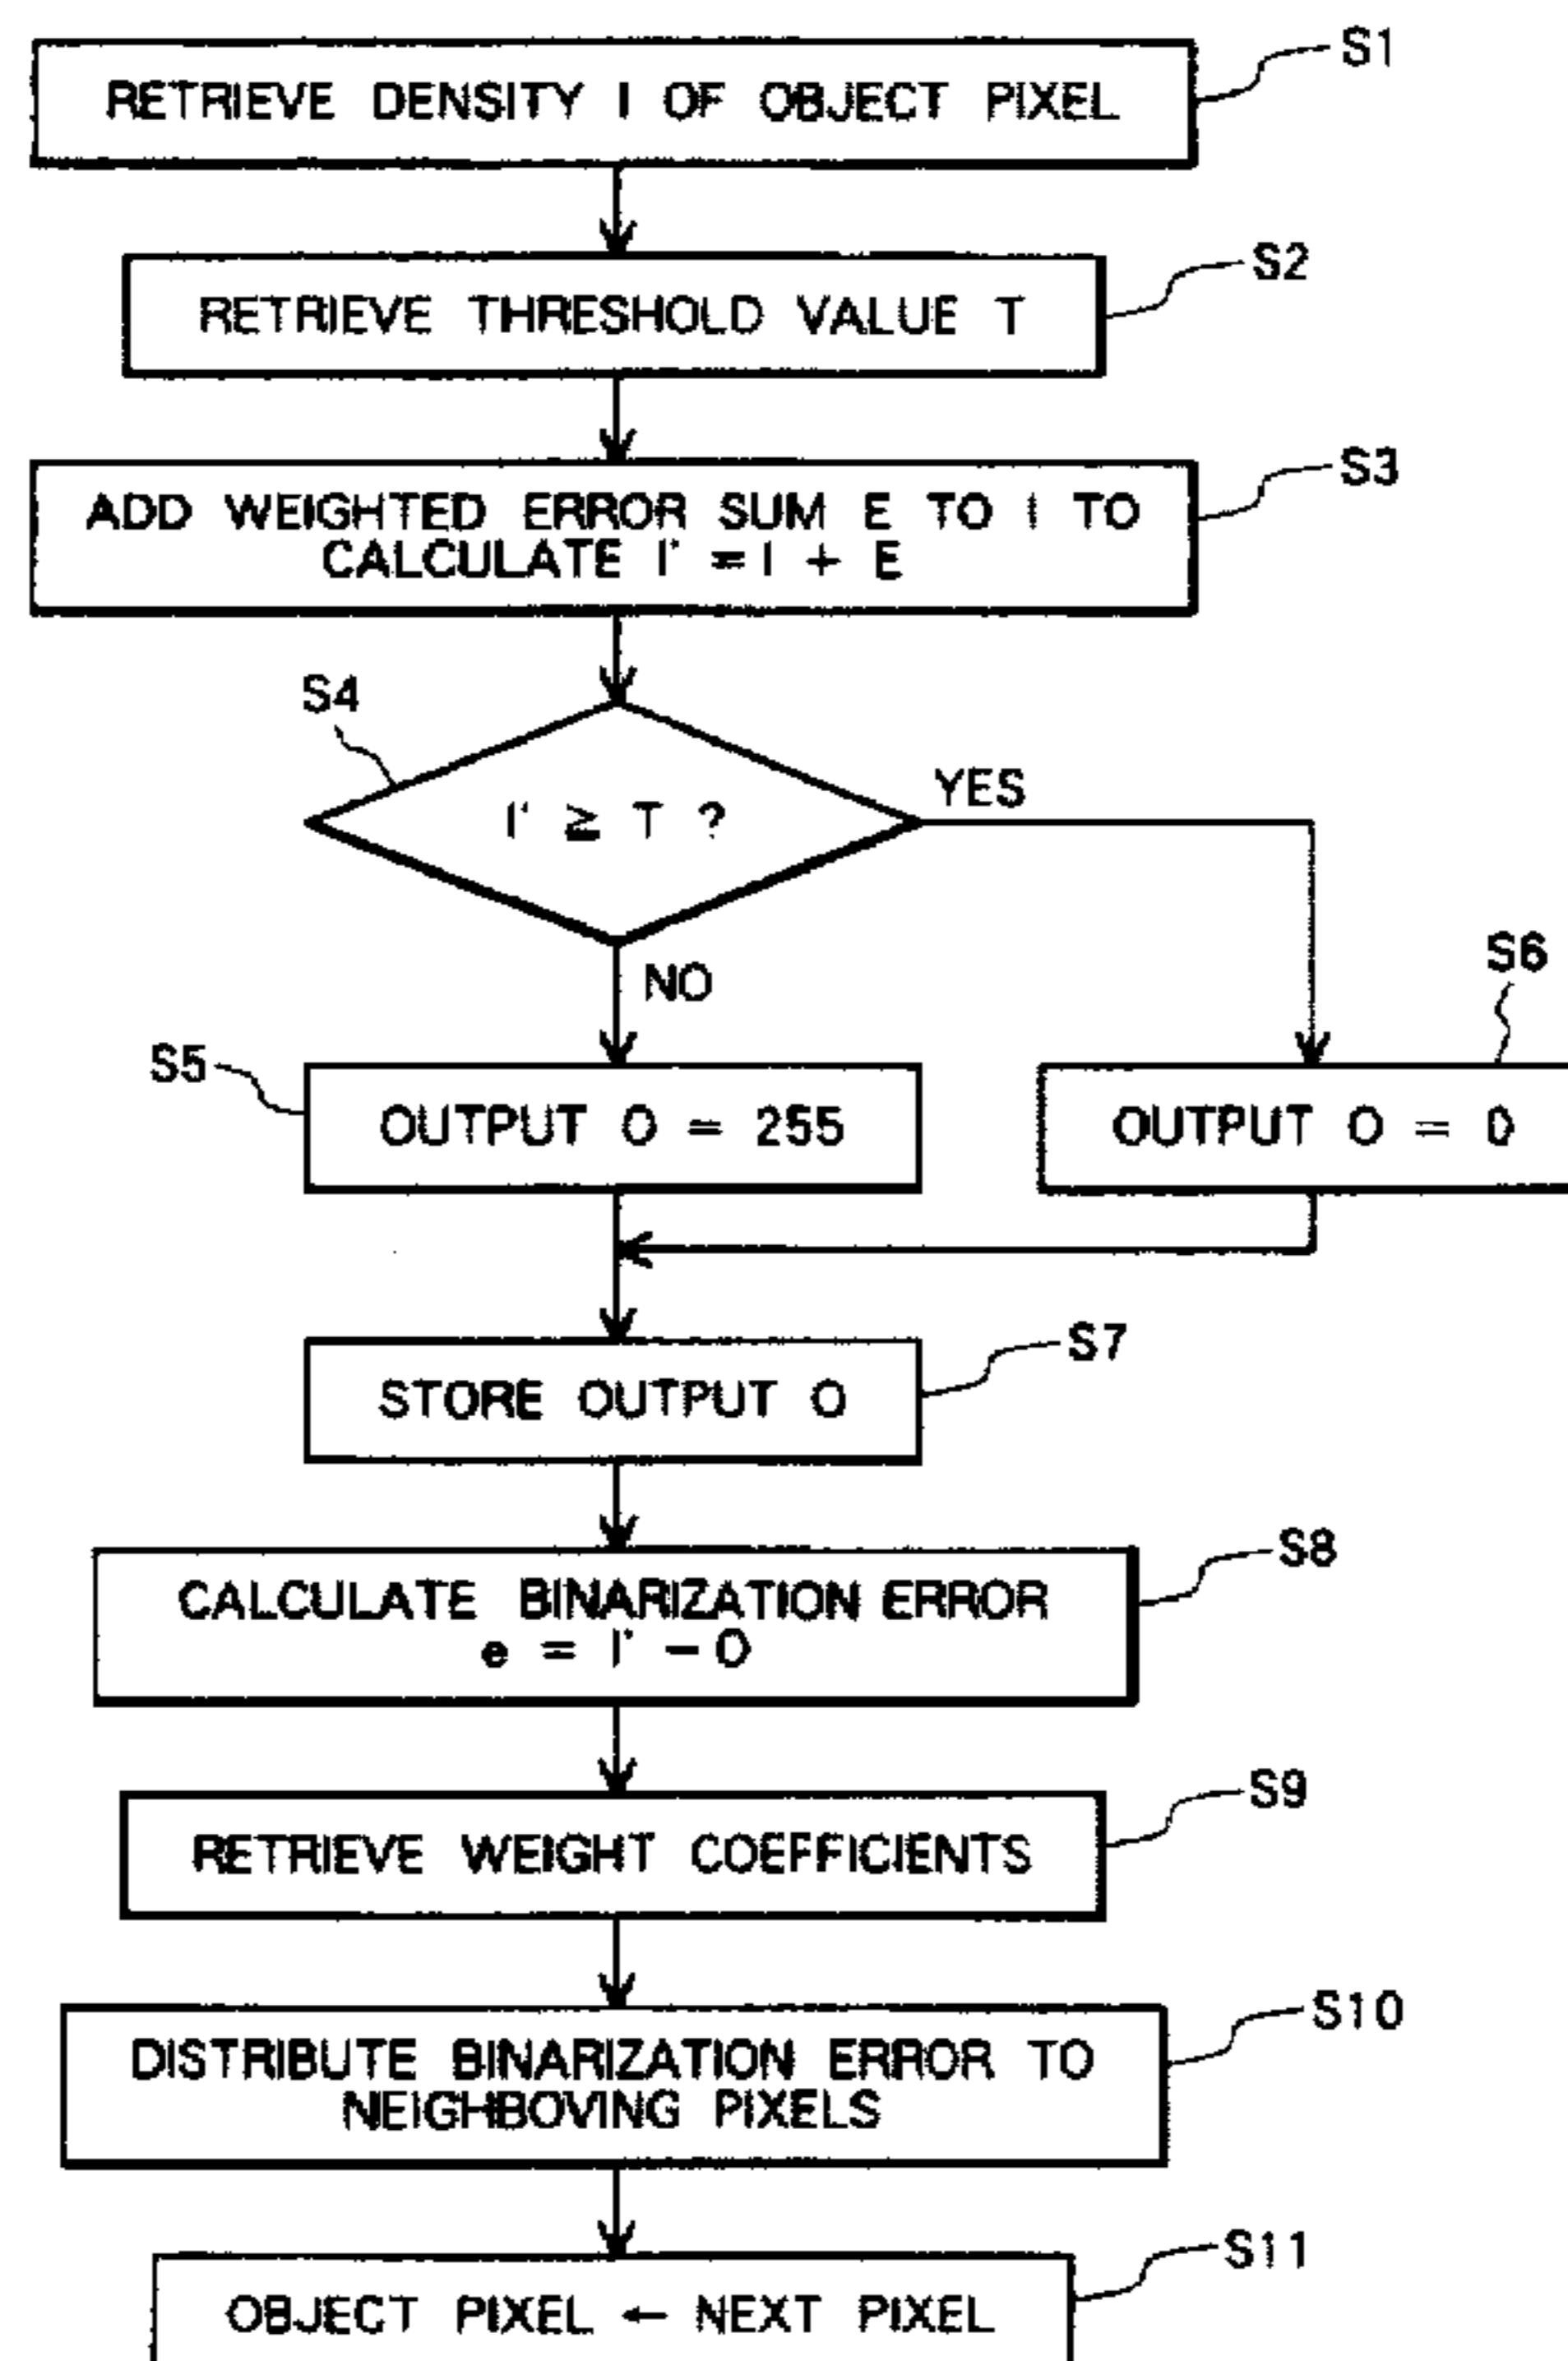 S1
RETRIEVE DENSITY I OF OBJECT PIXEL
S2
RETRIEVE THRESHOLD VALUE T
S3
ADD WEIGHTED ERROR SUM E TO I TO
CALCULATE I' = I + E
S4
I' ≧ T ?
YES
NO
S5
OUTPUT O = 255
S6
OUTPUT O = 0
S7
STORE OUTPUT O
S8
CALCULATE BINARIZATION ERROR
e = I' - O
S9
RETRIEVE WEIGHT COEFFICIENTS
S10
DISTRIBUTE BINARIZATION ERROR TO
NEIGHBOVING PIXELS
S11
OBJECT PIXEL ← NEXT PIXEL